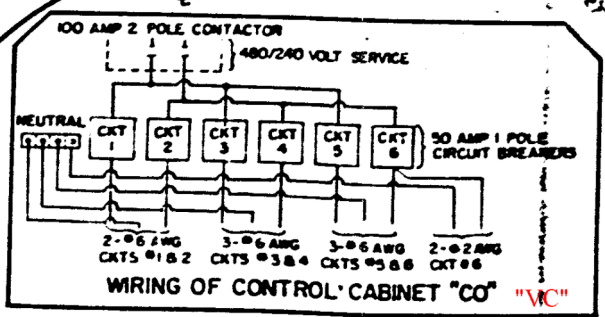 100 AMP 2 POLE CONTACTOR
480/240 VOLT SERVICE
NEUTRAL
CKT 1
CKT 2
CKT 3
CKT 4
CKT 5
CKT 6
50 AMP 1 POLE
CIRCUIT BREAKERS
2-#6 AWG
CKTS #1&2
3-#6 AWG
CKTS #3&4
3-#6 AWG
CKTS #5&6
2-#2 AWG
CKT #6
WIRING OF CONTROL CABINET "CO" "VC"